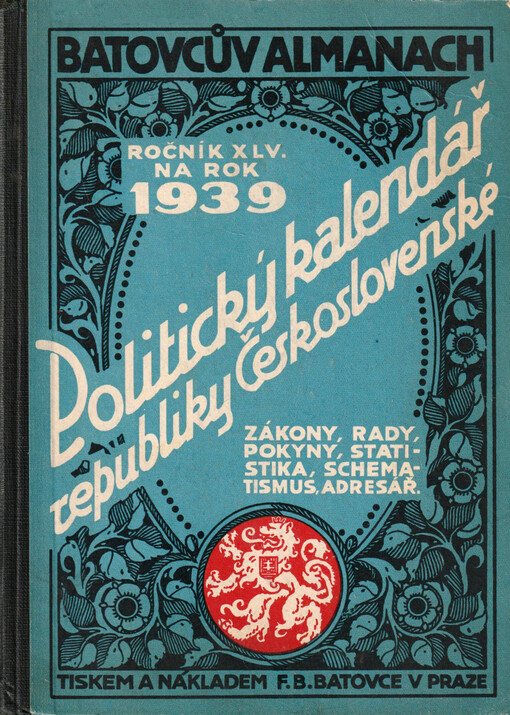 BATOVCŮV ALMANACH
ROČNÍK XLV.
NA ROK
1939
Politický kalendář
republiky Československé
ZÁKONY, RADY,
POKYNY, STATI-
STIKA, SCHEMA-
TISMUS, ADRESÁŘ.
TISKEM A NÁKLADEM F.B. BATOVCE V PRAZE